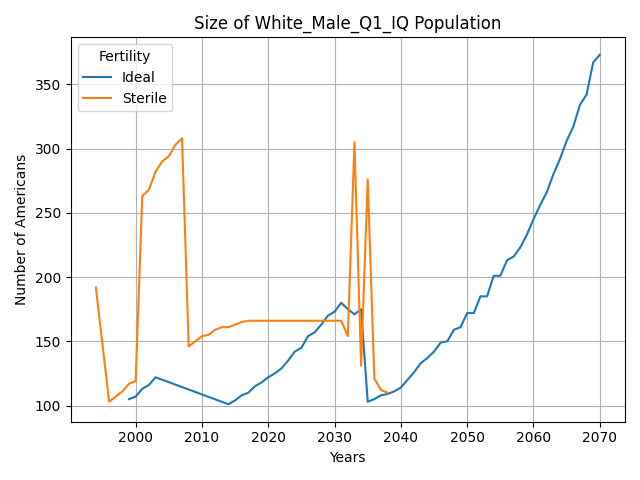 Size of White_Male_Q1_IQ Population
Fertility
Ideal
Sterile
Number of Americans
350
300
250
200
150
100
2000 2010 2020 2030 2040 2050 2060 2070
Years